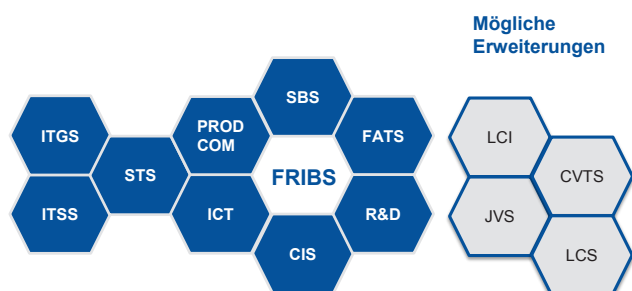 Mögliche
Erweiterungen
SBS
ITGS
PROD
COM
FATS
LCI
STS
FRIBS
CVTS
ITSS
ICT
R&D
JVS
CIS
LCS